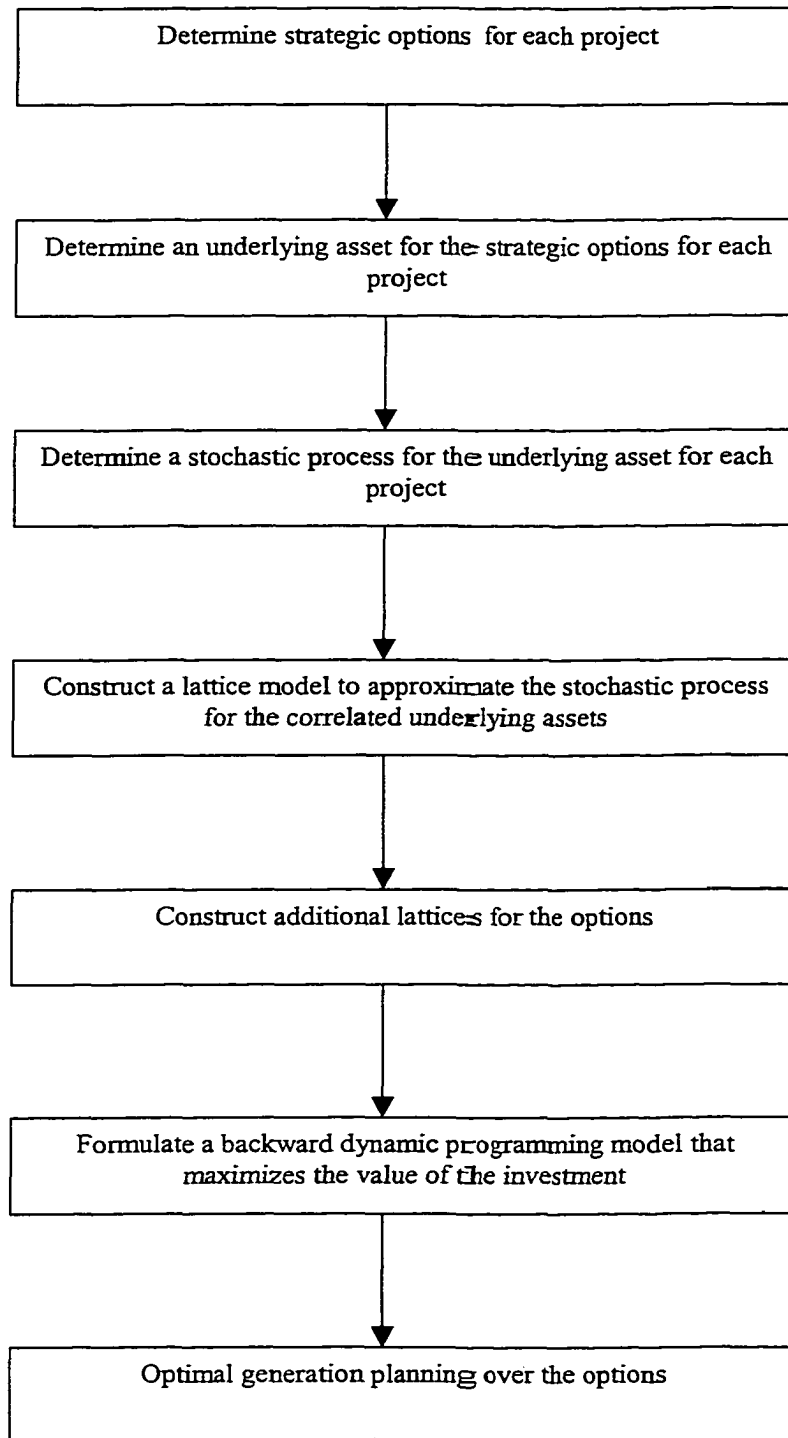 Determine strategic options for each project
Determine an underlying asset for the strategic options for each
project
Determine a stochastic process for the underlying asset for each
project
Construct a lattice model to approximate the stochastic process
for the correlated underlying assets
Construct additional lattices for the options
Formulate a backward dynamic programming model that
maximizes the value of the investment
Optimal generation planning over the options